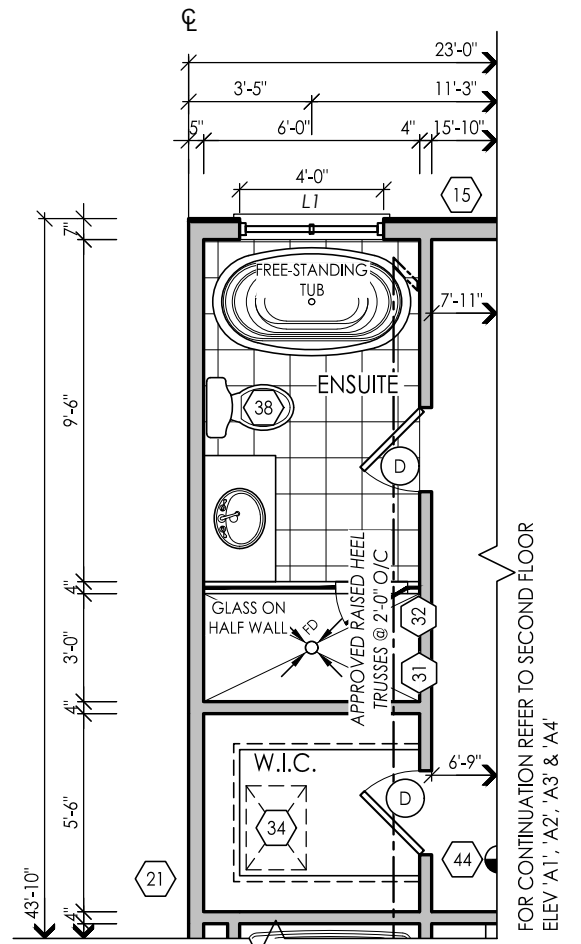 ℄
23'-0"
3'-5"
11'-3"
5"
6'-0"
4"
15'-10"
4'-0"
L1
15
7"
FREE-STANDING
TUB
7'-11"
ENSUITE
38
9'-6"
D
APPROVED RAISED HEEL
TRUSSES @ 2'-0" O/C
4"
GLASS ON
HALF WALL
FD
32
3'-0"
31
4"
W.I.C.
6'-9"
D
34
5'-6"
44
21
43'-10"
4"
FOR CONTINUATION REFER TO SECOND FLOOR
ELEV 'A1', 'A2', 'A3' & 'A4'